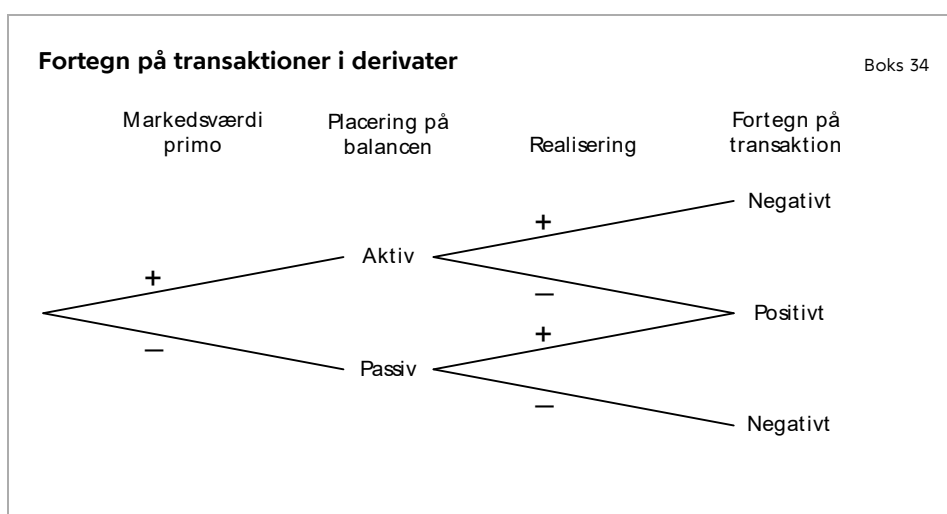 Fortegn på transaktioner i derivater
Boks 34
Markedsværdi
primo
Placering på
balancen
Realisering
Fortegn på
transaktion
Negativt
+
Aktiv
+
–
Positivt
+
–
Passiv
–
Negativt